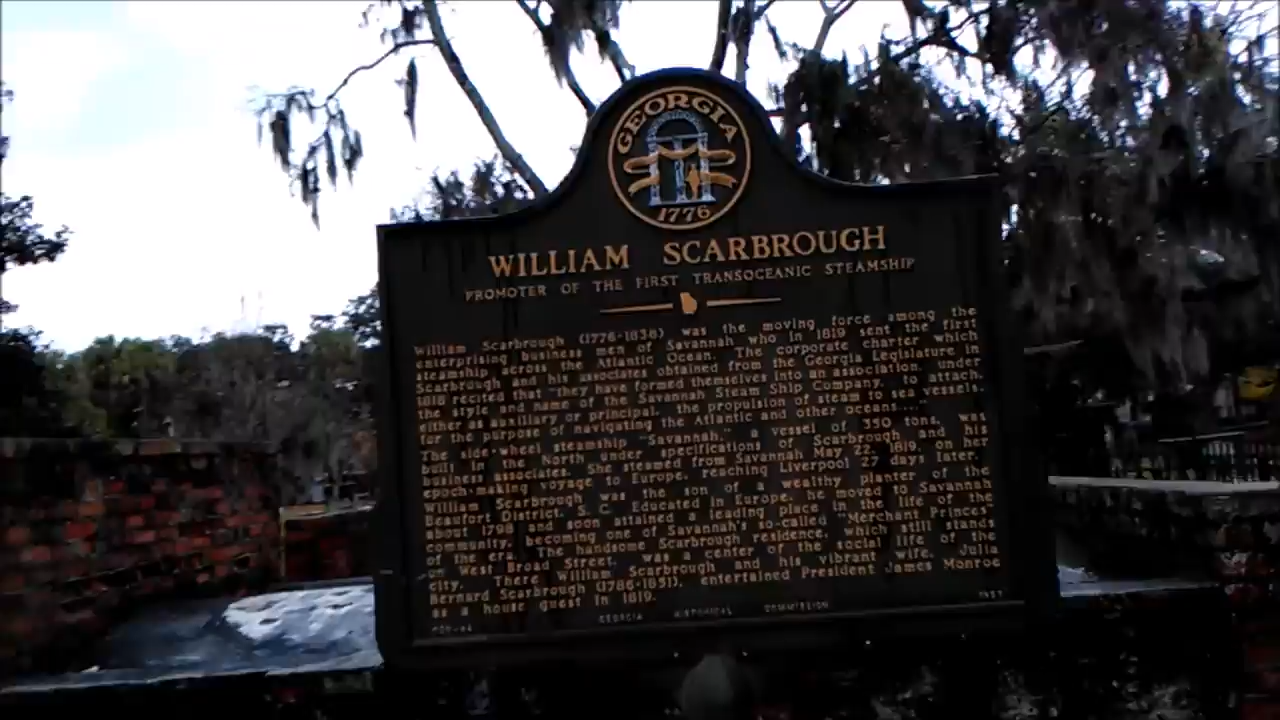 GEORGIA
1776
WILLIAM SCARBROUGH
PROMOTER OF THE FIRST TRANSOCEANIC STEAMSHIP
William Scarbrough (1776-1838) was the moving force among the
enterprising business men of Savannah who in 1819 sent the first
steamship across the Atlantic Ocean. The corporate charter which
Scarbrough and his associates obtained from the Georgia Legislature in
1818 recited that "they have formed themselves into an association, under
the style and name of the Savannah Steam Ship Company, to attach,
either as auxiliary or principal, the propulsion of steam to sea vessels,
for the purpose of navigating the Atlantic and other oceans....
The side-wheel steamship "Savannah," a vessel of 350 tons, was
built in the North under specifications of Scarbrough and his
business associates. She steamed from Savannah May 22, 1819, on her
epoch-making voyage to Europe, reaching Liverpool 27 days later.
William Scarbrough was the son of a wealthy planter of the
Beaufort District, S. C. Educated in Europe, he moved to Savannah
about 1798 and soon attained a leading place in the life of the
community, becoming one of Savannah's so-called "Merchant Princes"
of the era. The handsome Scarbrough residence, which still stands
on West Broad Street, was a center of the social life of the
city. There William Scarbrough and his vibrant wife, Julia
Bernard Scarbrough (1786-1851), entertained President James Monroe
as a house guest in 1819.
GEORGIA HISTORICAL COMMISSION